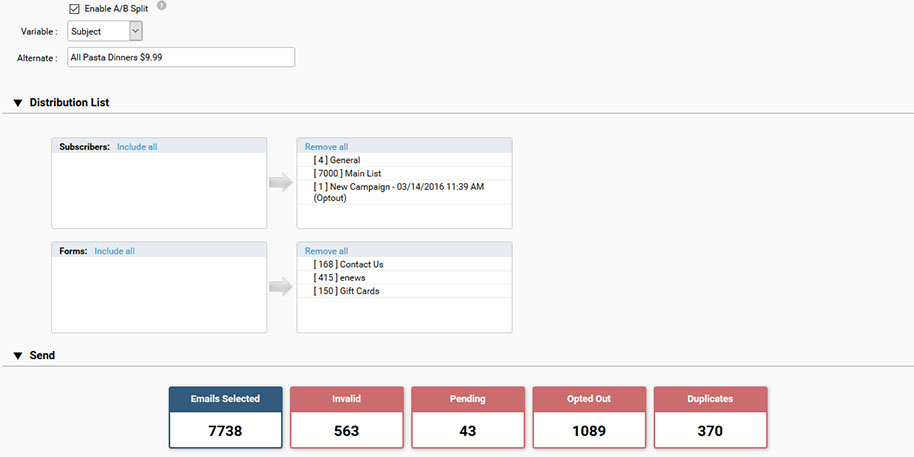 Enable A/B Split ?
Variable : Subject
Alternate : All Pasta Dinners $9.99
Distribution List
Subscribers: Include all
Remove all
[ 4 ] General
[ 7000 ] Main List
[ 1 ] New Campaign - 03/14/2016 11:39 AM
(Optout)
Forms: Include all
Remove all
[ 168 ] Contact Us
[ 415 ] enews
[ 150 ] Gift Cards
Send
Emails Selected Invalid Pending Opted Out Duplicates
7738 563 43 1089 370